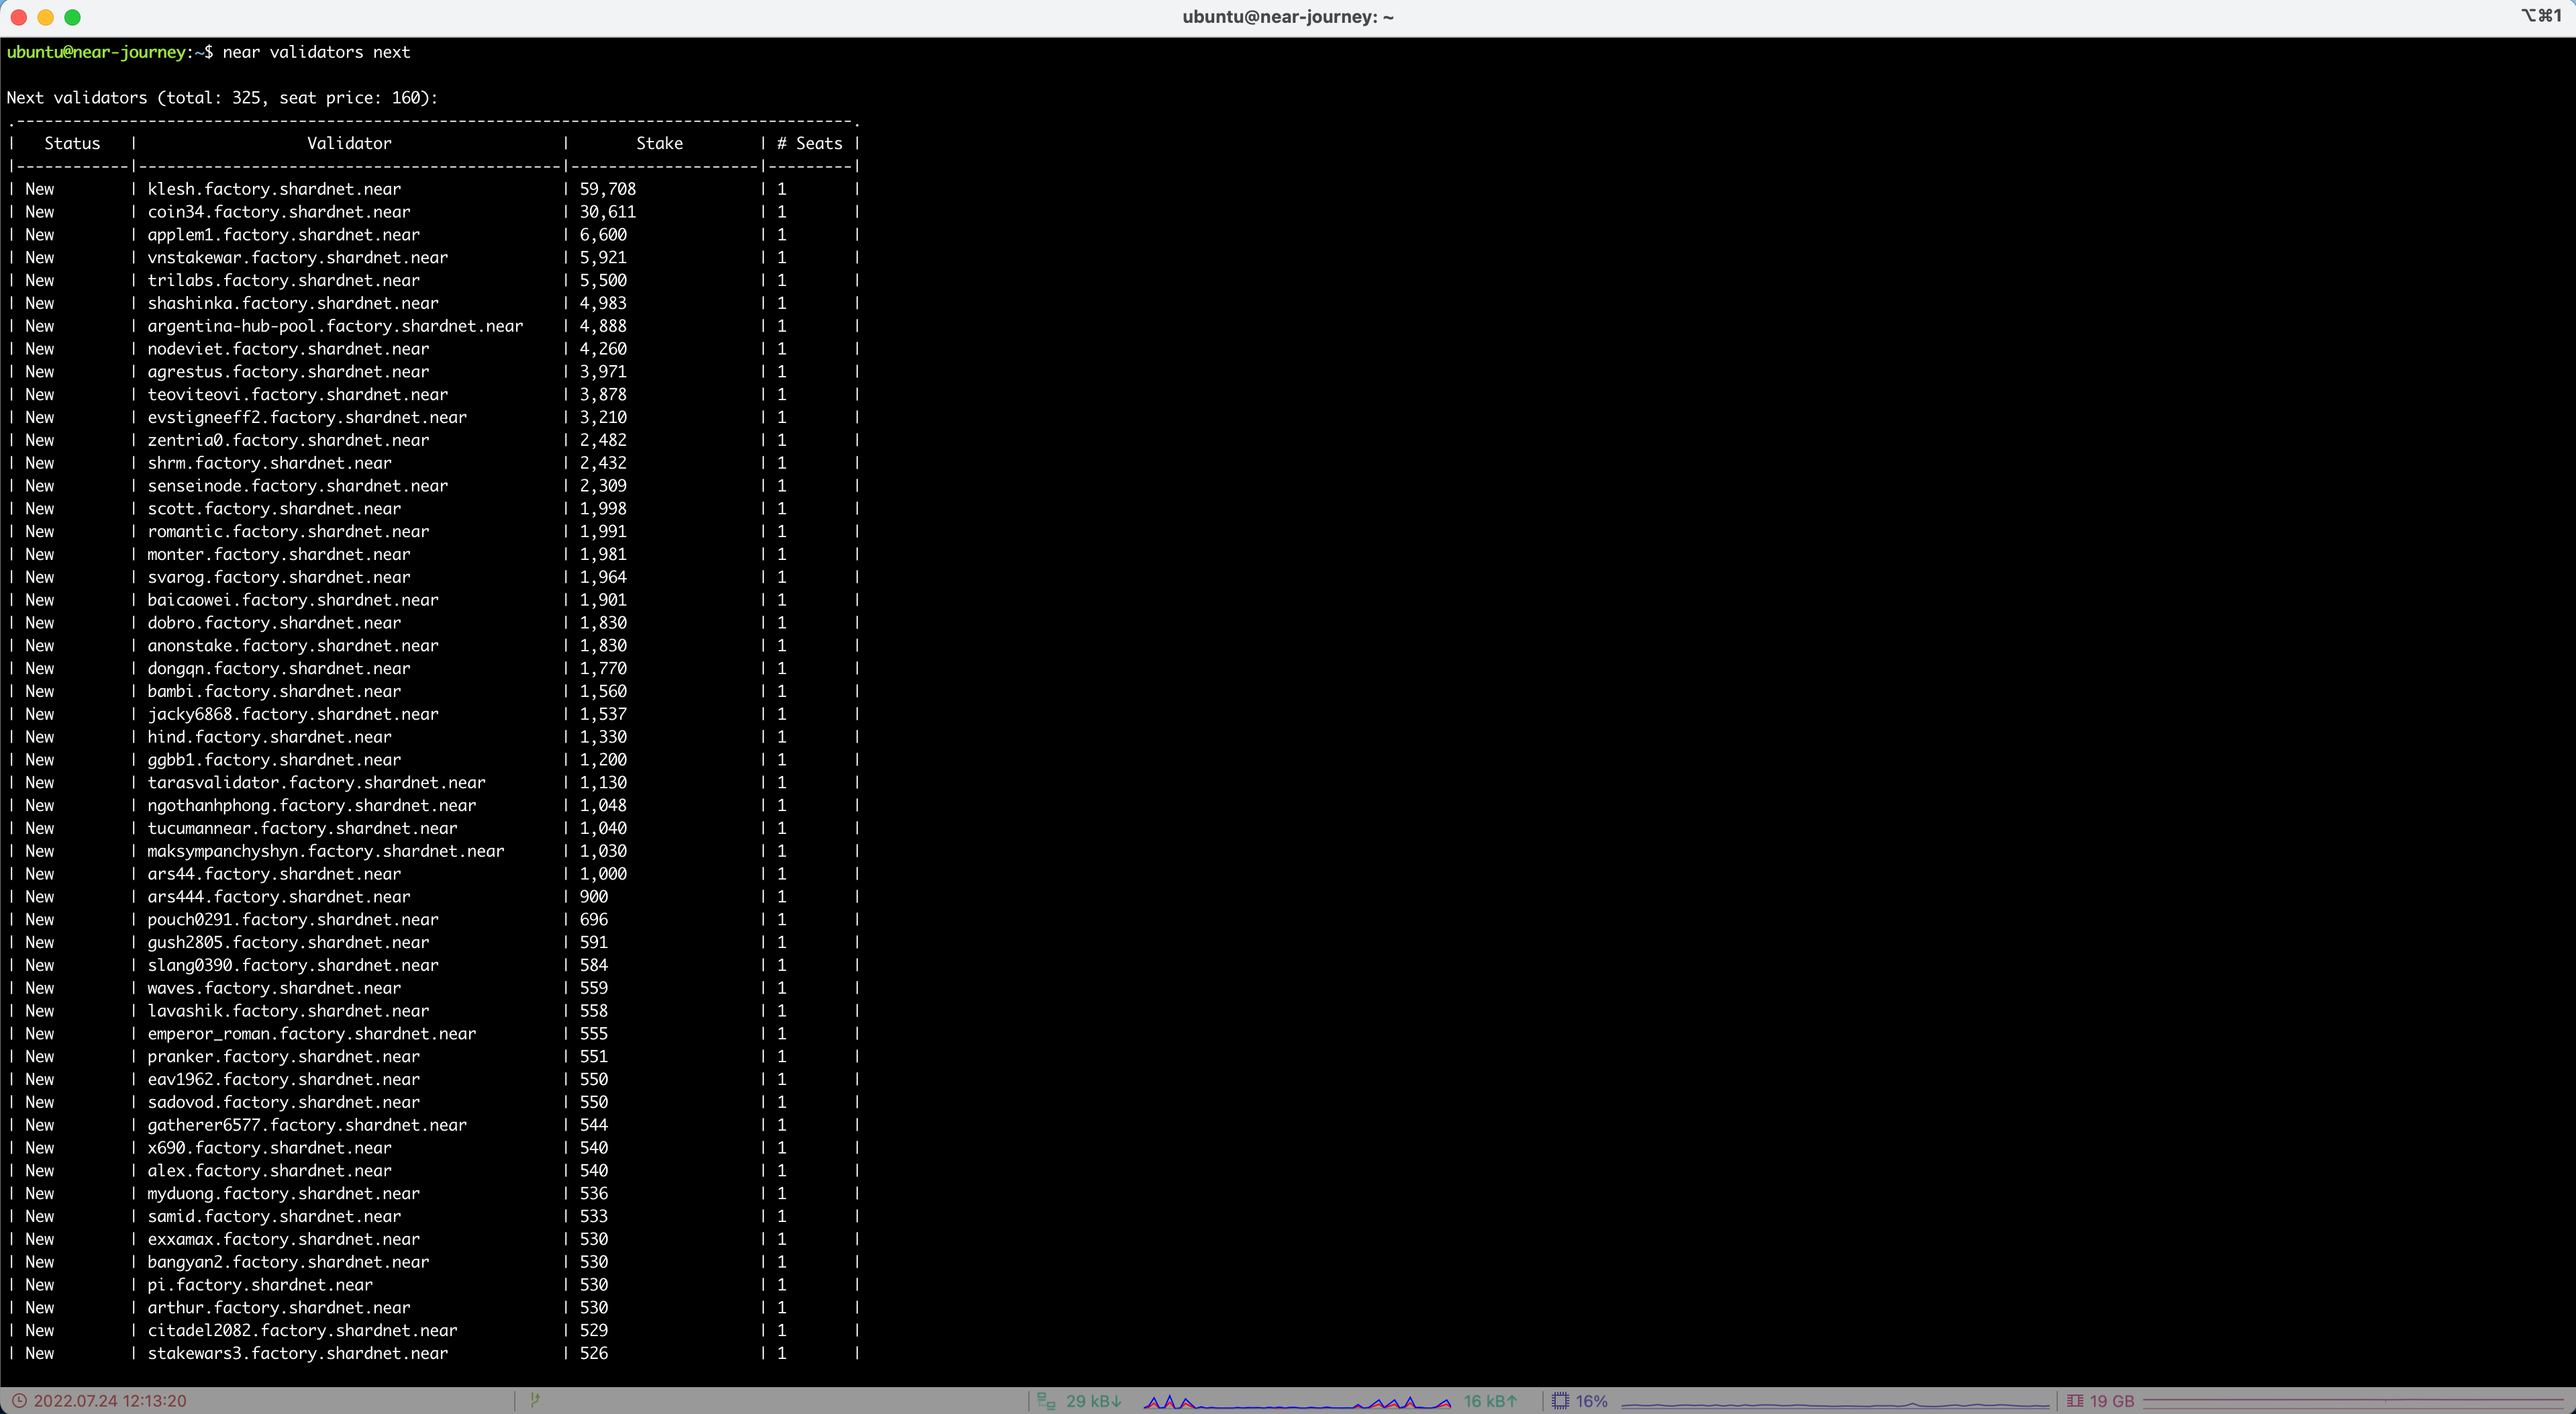 ubuntu@near-journey: ~
⌥⌘1
ubuntu@near-journey:~$ near validators next
Next validators (total: 325, seat price: 160):
.-----------------------------------------------------------------------------------------.
| Status | Validator | Stake | # Seats |
|------------|---------------------------------------------|--------------------|---------|
| New | klesh.factory.shardnet.near | 59,708 | 1 |
| New | coin34.factory.shardnet.near | 30,611 | 1 |
| New | applem1.factory.shardnet.near | 6,600 | 1 |
| New | vnstakewar.factory.shardnet.near | 5,921 | 1 |
| New | trilabs.factory.shardnet.near | 5,500 | 1 |
| New | shashinka.factory.shardnet.near | 4,983 | 1 |
| New | argentina-hub-pool.factory.shardnet.near | 4,888 | 1 |
| New | nodeviet.factory.shardnet.near | 4,260 | 1 |
| New | agrestus.factory.shardnet.near | 3,971 | 1 |
| New | teoviteovi.factory.shardnet.near | 3,878 | 1 |
| New | evstigneeff2.factory.shardnet.near | 3,210 | 1 |
| New | zentria0.factory.shardnet.near | 2,482 | 1 |
| New | shrm.factory.shardnet.near | 2,432 | 1 |
| New | senseinode.factory.shardnet.near | 2,309 | 1 |
| New | scott.factory.shardnet.near | 1,998 | 1 |
| New | romantic.factory.shardnet.near | 1,991 | 1 |
| New | monter.factory.shardnet.near | 1,981 | 1 |
| New | svarog.factory.shardnet.near | 1,964 | 1 |
| New | baicaowei.factory.shardnet.near | 1,901 | 1 |
| New | dobro.factory.shardnet.near | 1,830 | 1 |
| New | anonstake.factory.shardnet.near | 1,830 | 1 |
| New | dongqn.factory.shardnet.near | 1,770 | 1 |
| New | bambi.factory.shardnet.near | 1,560 | 1 |
| New | jacky6868.factory.shardnet.near | 1,537 | 1 |
| New | hind.factory.shardnet.near | 1,330 | 1 |
| New | ggbb1.factory.shardnet.near | 1,200 | 1 |
| New | tarasvalidator.factory.shardnet.near | 1,130 | 1 |
| New | ngothanhphong.factory.shardnet.near | 1,048 | 1 |
| New | tucumannear.factory.shardnet.near | 1,040 | 1 |
| New | maksympanchyshyn.factory.shardnet.near | 1,030 | 1 |
| New | ars44.factory.shardnet.near | 1,000 | 1 |
| New | ars444.factory.shardnet.near | 900 | 1 |
| New | pouch0291.factory.shardnet.near | 696 | 1 |
| New | gush2805.factory.shardnet.near | 591 | 1 |
| New | slang0390.factory.shardnet.near | 584 | 1 |
| New | waves.factory.shardnet.near | 559 | 1 |
| New | lavashik.factory.shardnet.near | 558 | 1 |
| New | emperor_roman.factory.shardnet.near | 555 | 1 |
| New | pranker.factory.shardnet.near | 551 | 1 |
| New | eav1962.factory.shardnet.near | 550 | 1 |
| New | sadovod.factory.shardnet.near | 550 | 1 |
| New | gatherer6577.factory.shardnet.near | 544 | 1 |
| New | x690.factory.shardnet.near | 540 | 1 |
| New | alex.factory.shardnet.near | 540 | 1 |
| New | myduong.factory.shardnet.near | 536 | 1 |
| New | samid.factory.shardnet.near | 533 | 1 |
| New | exxamax.factory.shardnet.near | 530 | 1 |
| New | bangyan2.factory.shardnet.near | 530 | 1 |
| New | pi.factory.shardnet.near | 530 | 1 |
| New | arthur.factory.shardnet.near | 530 | 1 |
| New | citadel2082.factory.shardnet.near | 529 | 1 |
| New | stakewars3.factory.shardnet.near | 526 | 1 |
2022.07.24 12:13:20 29 kB↓ 16 kB↑ 16% 19 GB